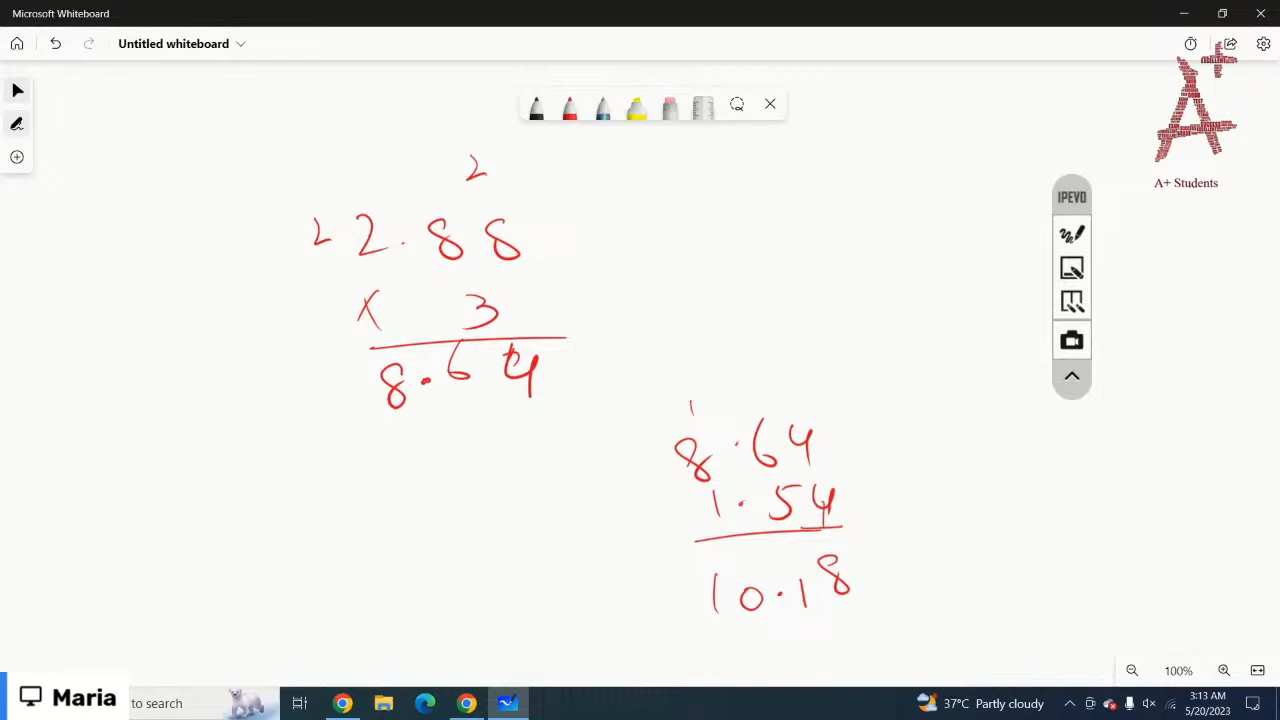 Microsoft Whiteboard
Untitled whiteboard
A+ Students
IPEVO
2
2 2.88
x 3
8.64
1
8.64
1.54
10.18
100%
Maria
to search
37°C Partly cloudy
3:13 AM
5/20/2023